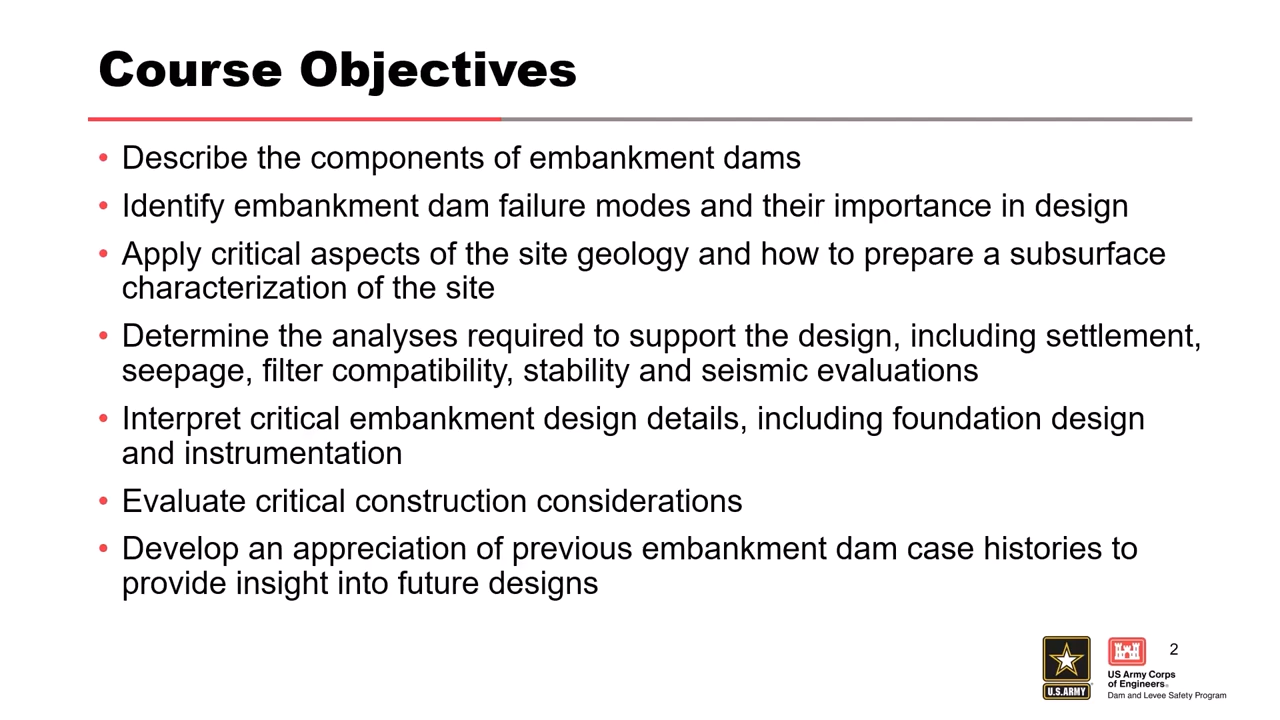 Course Objectives
• Describe the components of embankment dams
• Identify embankment dam failure modes and their importance in design
• Apply critical aspects of the site geology and how to prepare a subsurface
characterization of the site
• Determine the analyses required to support the design, including settlement,
seepage, filter compatibility, stability and seismic evaluations
• Interpret critical embankment design details, including foundation design
and instrumentation
• Evaluate critical construction considerations
• Develop an appreciation of previous embankment dam case histories to
provide insight into future designs
U.S.ARMY
US Army Corps
of Engineers®
Dam and Levee Safety Program
2